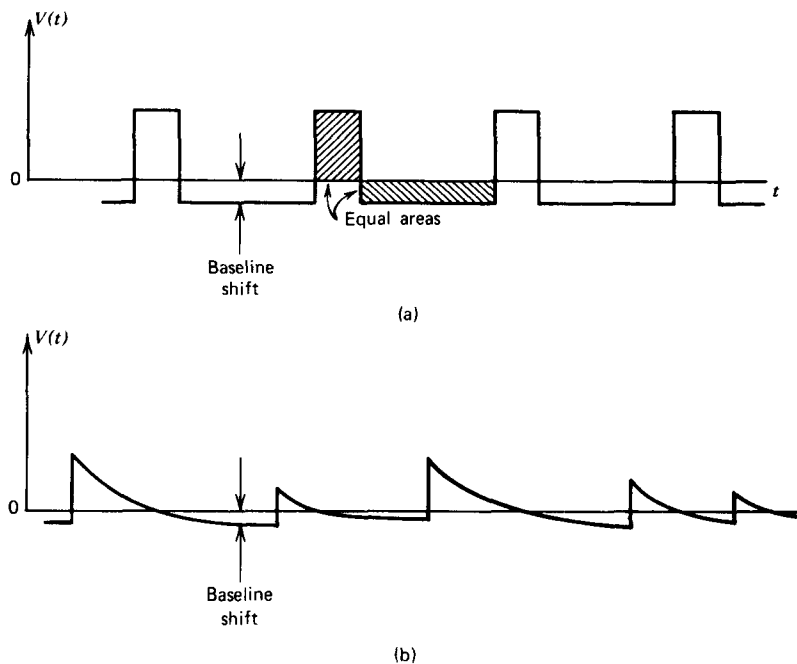 V(t)
0
t
Equal areas
Baseline
shift
(a)
V(t)
0
Baseline
shift
(b)